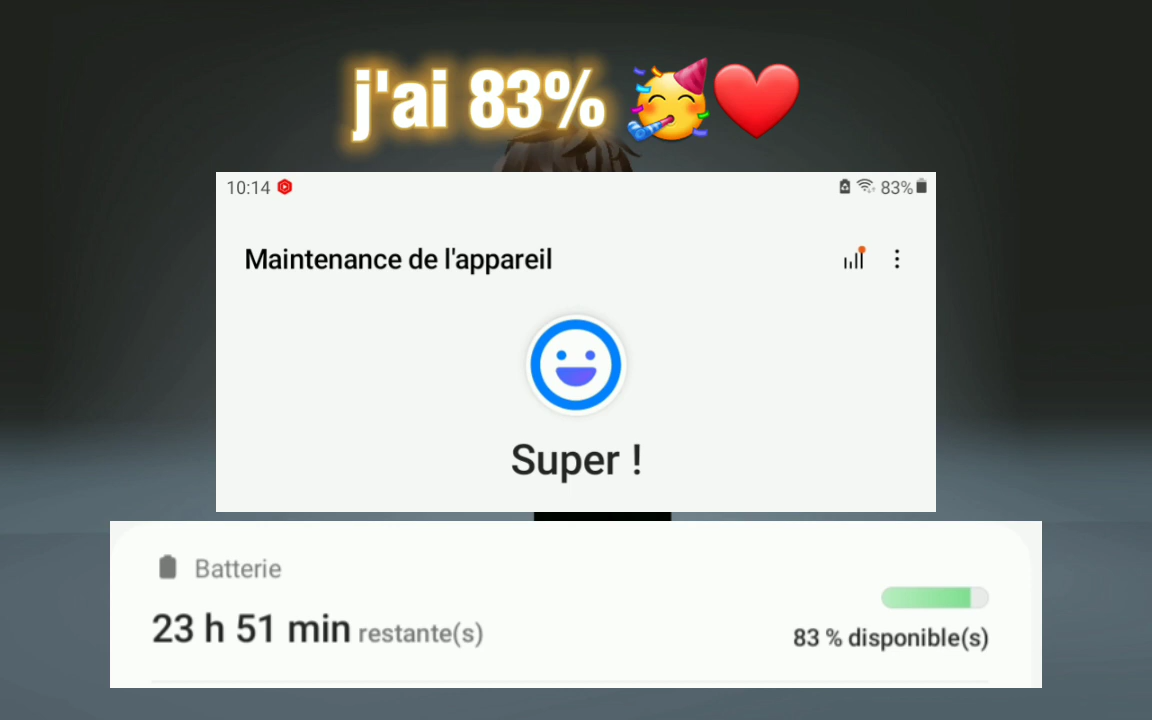 j'ai 83% 🥳❤️
10:14 83%
Maintenance de l'appareil
Super !
Batterie
23 h 51 min restante(s)
83 % disponible(s)